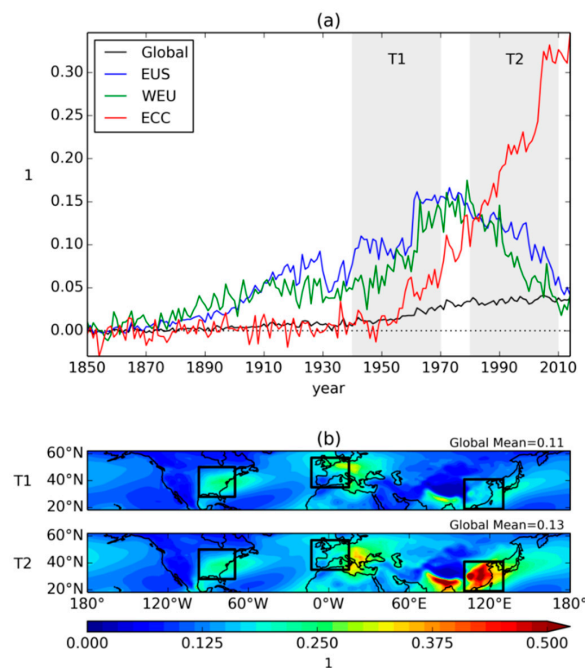 (a)
Global
EUS
WEU
ECC
T1
T2
0.30
0.25
0.20
0.15
0.10
0.05
0.00
1
1850 1870 1890 1910 1930 1950 1970 1990 2010
year
(b)
Global Mean=0.11
60°N
40°N
20°N
T1
Global Mean=0.13
60°N
40°N
20°N
T2
180° 120°W 60°W 0°W 60°E 120°E 180°
0.000 0.125 0.250 0.375 0.500
1